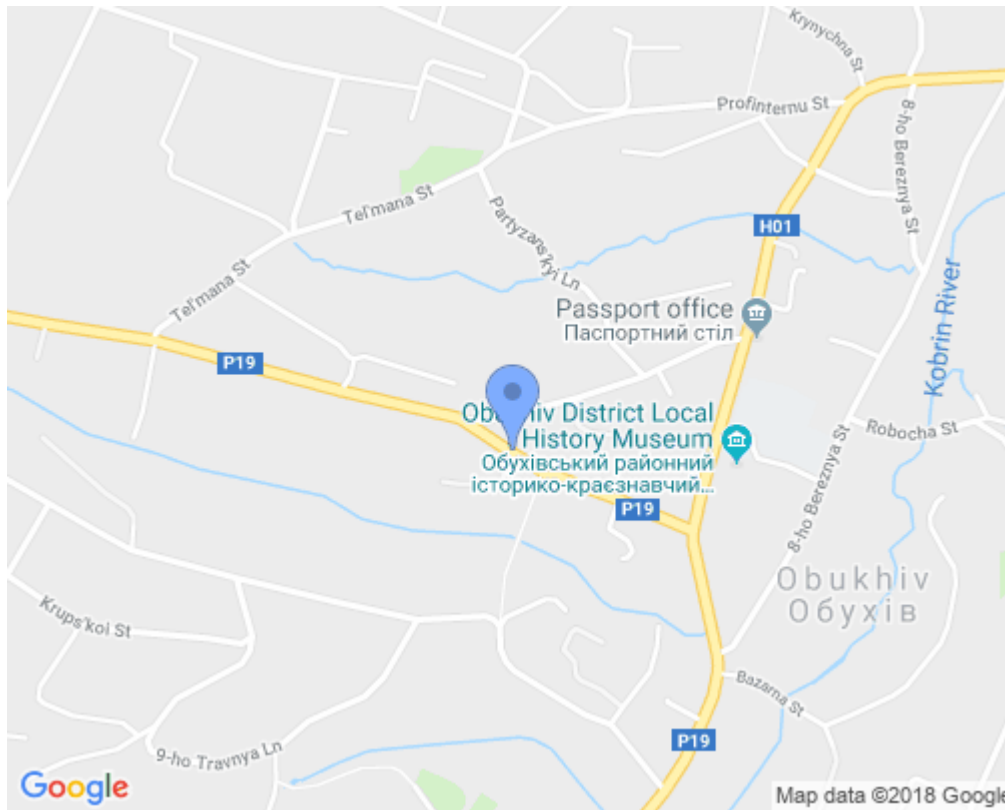 Krynychna St
Profinternu St
8-ho Bereznya St
Tel'mana St
Partyzans'kyi Ln
H01
Tel'mana St
Kobrin River
Passport office
Паспортний стіл
P19
Obukhiv District Local
History Museum
Обухівський районний
історико-краєзнавчий...
Robocha St
8-ho Bereznya St
P19
Obukhiv
Обухів
Krups'koi St
Bazarna St
9-ho Travnya Ln
P19
Google
Map data ©2018 Google